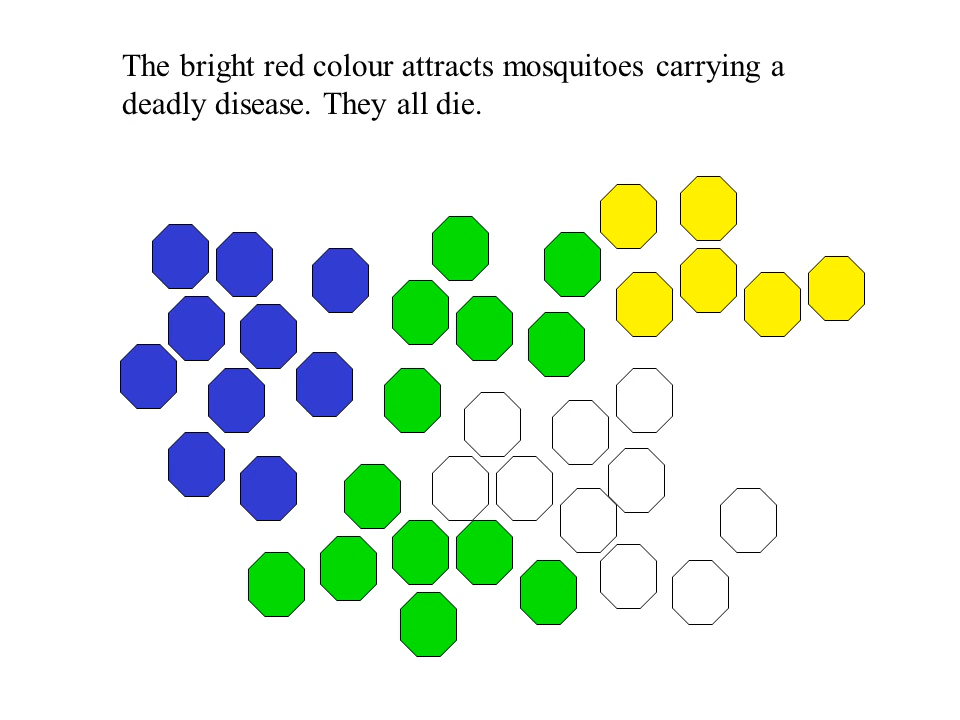 The bright red colour attracts mosquitoes carrying a
deadly disease. They all die.